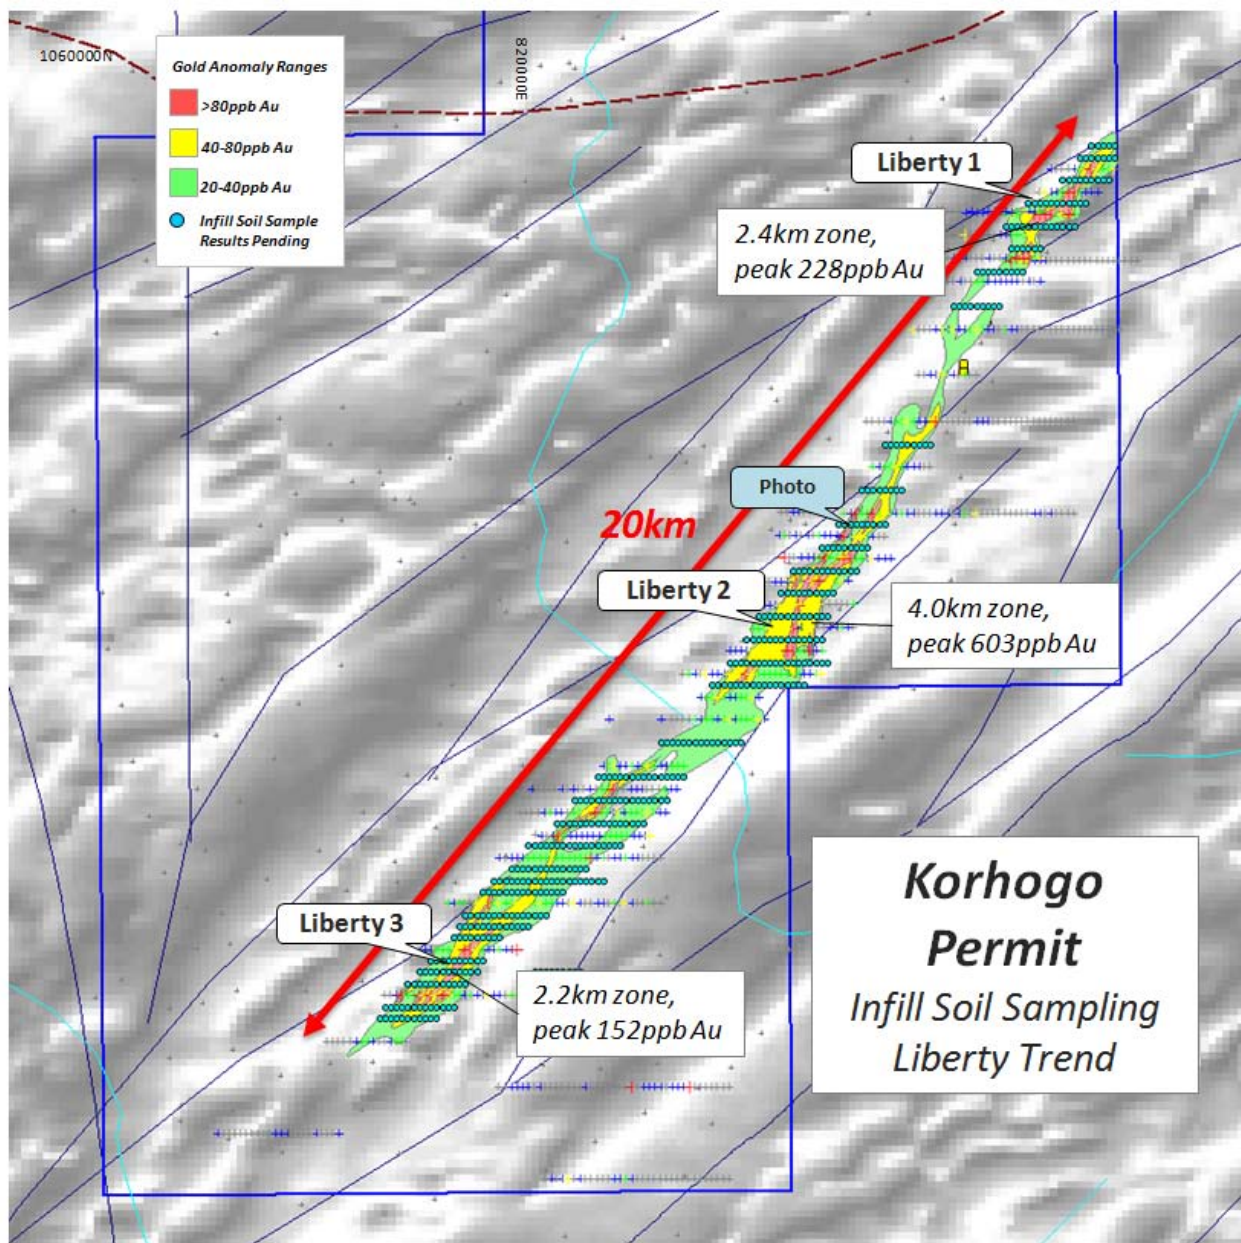 1060000N
820000E
Gold Anomaly Ranges
>80ppb Au
40-80ppb Au
20-40ppb Au
Infill Soil Sample
Results Pending
Liberty 1
2.4km zone,
peak 228ppb Au
Photo
20km
Liberty 2
4.0km zone,
peak 603ppb Au
Liberty 3
2.2km zone,
peak 152ppb Au
Korhogo
Permit
Infill Soil Sampling
Liberty Trend